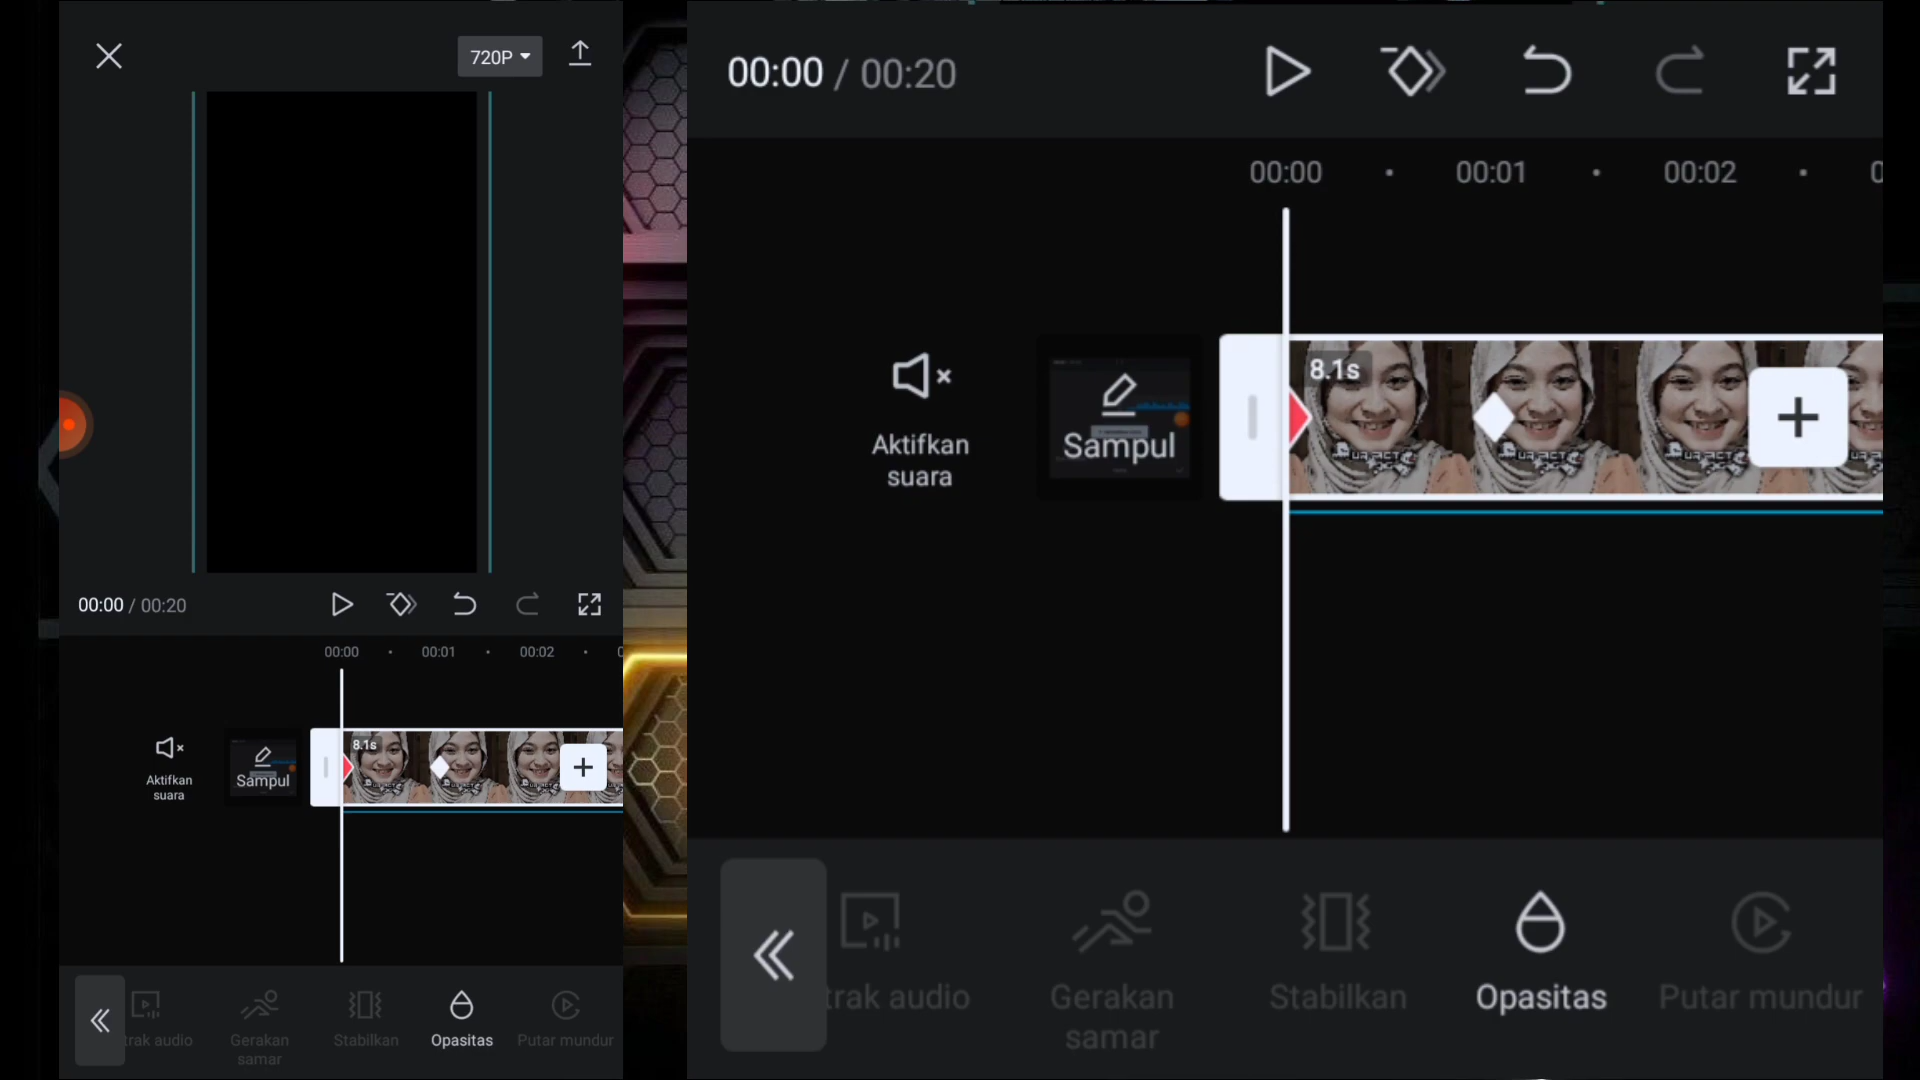 720P
00:00 / 00:20
00:00 00:01 00:02
8.1s
Aktifkan
suara
Sampul
trak audio
Gerakan
samar
Stabilkan
Opasitas
Putar mundur
00:00 / 00:20
00:00 00:01 00:02
8.1s
Aktifkan
suara
Sampul
trak audio
Gerakan
samar
Stabilkan
Opasitas
Putar mundur